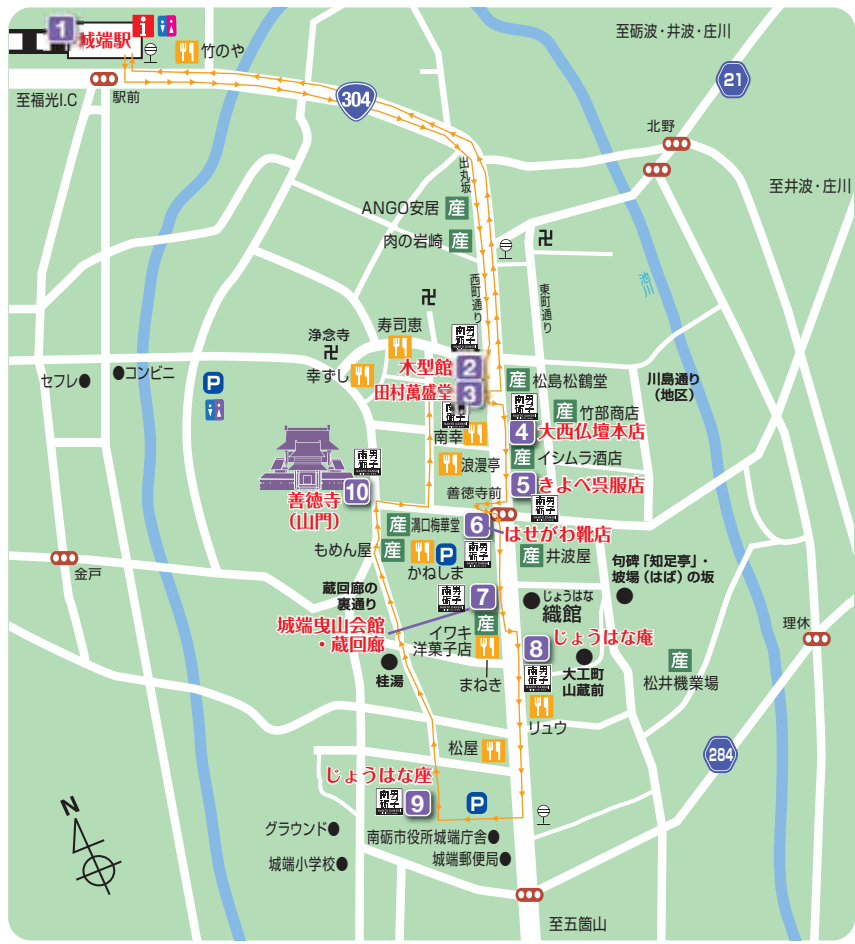 1
城端駅
i
竹のや
至福光I.C
駅前
304
至砺波・井波・庄川
21
北野
至井波・庄川
出丸坂
ANGO安居
産
肉の岩崎
産
卍
池川
西町通り
東町通り
卍
寿司恵
浄念寺
卍
幸ずし
木型館
2
田村萬盛堂
3
産
松島松鶴堂
川島通り
(地区)
セフレ
コンビニ
P
産
竹部商店
南幸
4
大西仏壇本店
浪漫亭
産
イシムラ酒店
5
きよべ呉服店
10
善徳寺
(山門)
善徳寺前
産
溝口梅華堂
6
はせがわ靴店
もめん屋
産
P
かねしま
産
井波屋
句碑「知足亭」・
坡場(はば)の坂
金戸
蔵回廊の
裏通り
7
じょうはな
織館
城端曳山会館
・蔵回廊
産
イワキ
洋菓子店
8
じょうはな庵
理休
桂湯
まねき
大工町
山蔵前
産
松井機業場
リュウ
松屋
284
じょうはな座
9
P
N
グラウンド
南砺市役所城端庁舎
城端小学校
城端郵便局
至五箇山